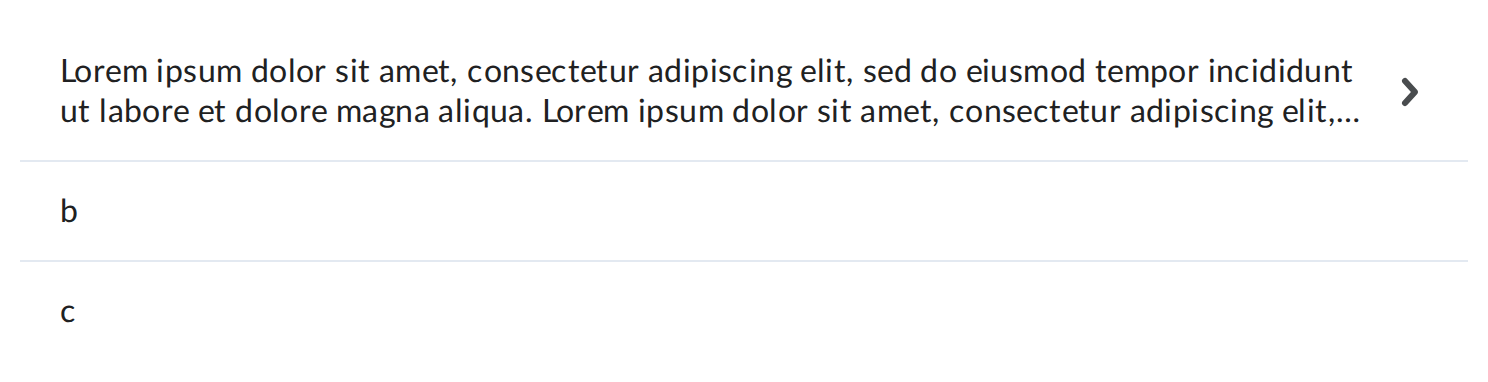 Lorem ipsum dolor sit amet, consectetur adipiscing elit, sed do eiusmod tempor incididunt
ut labore et dolore magna aliqua. Lorem ipsum dolor sit amet, consectetur adipiscing elit,...
b
c